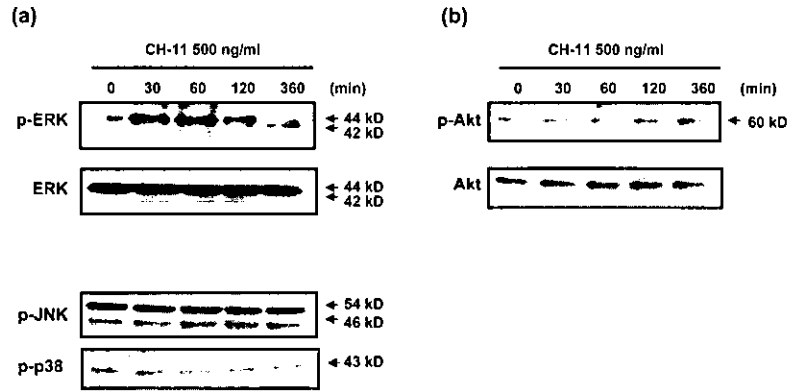 (a)
CH-11 500 ng/ml
0 30 60 120 360 (min)
p-ERK
44 kD
42 kD
ERK
44 kD
42 kD
p-JNK
54 kD
46 kD
p-p38
43 kD
(b)
CH-11 500 ng/ml
0 30 60 120 360 (min)
p-Akt
60 kD
Akt